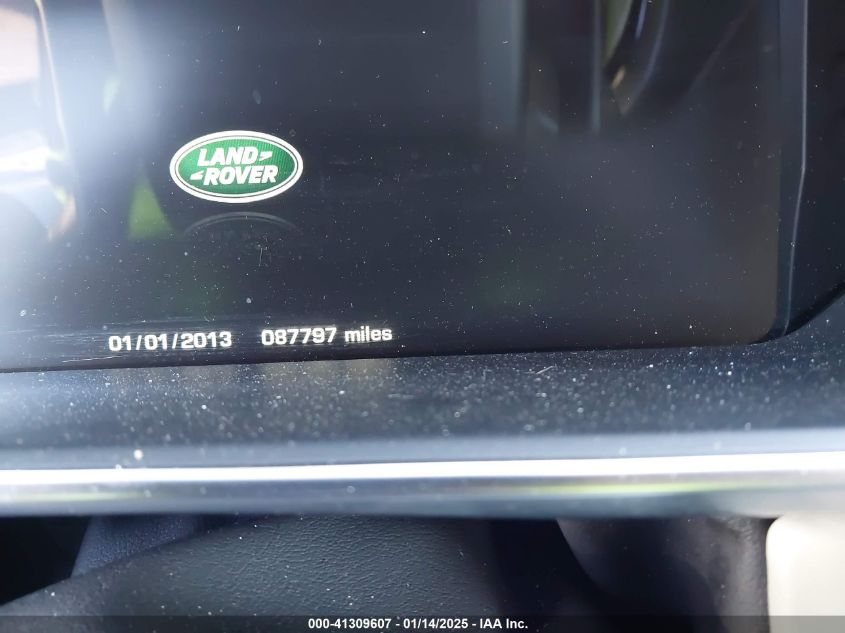 LAND
ROVER
01/01/2013 087797 miles
000-41309607 - 01/14/2025 - IAA Inc.